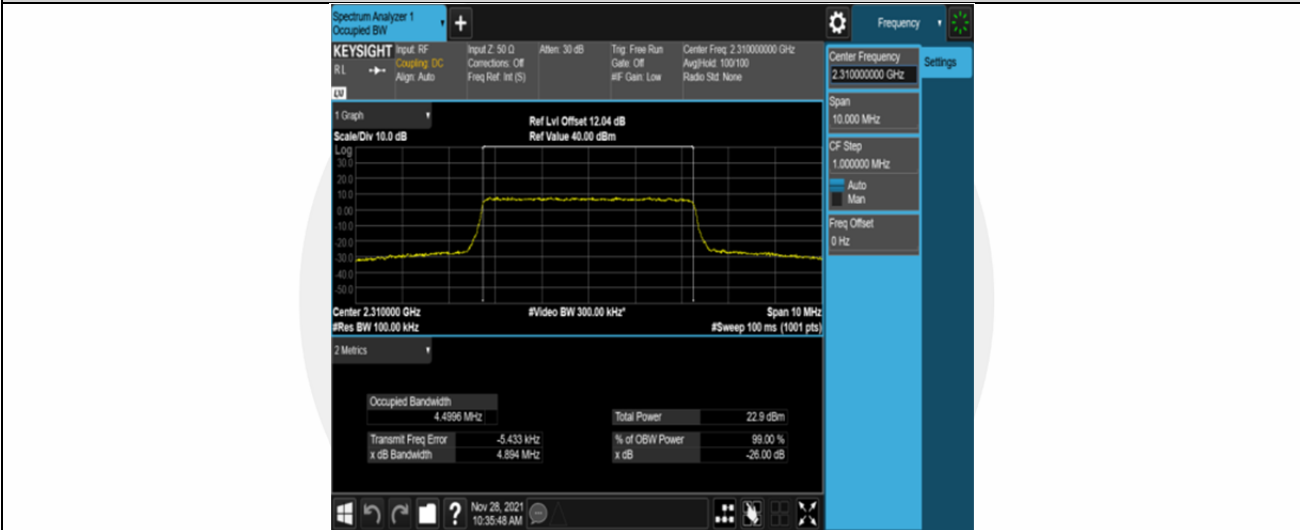 Spectrum Analyzer 1
Occupied BW
+
Frequency
KEYSIGHT
R L
LXI
Input: RF
Coupling: DC
Align: Auto
Input Z: 50 Ω
Corrections: Off
Freq Ref: Int (S)
Atten: 30 dB
Trig: Free Run
Gate: Off
#IF Gain: Low
Center Freq: 2.310000000 GHz
Avg|Hold: 100/100
Radio Std: None
Center Frequency
2.310000000 GHz
Settings
Span
10.000 MHz
CF Step
1.000000 MHz
Auto
Man
Freq Offset
0 Hz
1 Graph
Scale/Div 10.0 dB
Ref Lvl Offset 12.04 dB
Ref Value 40.00 dBm
Log
30.0
20.0
10.0
0.00
-10.0
-20.0
-30.0
-40.0
-50.0
Center 2.310000 GHz
#Res BW 100.00 kHz
#Video BW 300.00 kHz*
Span 10 MHz
#Sweep 100 ms (1001 pts)
2 Metrics
Occupied Bandwidth
4.4996 MHz
Transmit Freq Error -5.433 kHz
x dB Bandwidth 4.894 MHz
Total Power 22.9 dBm
% of OBW Power 99.00 %
x dB -26.00 dB
?
Nov 28, 2021
10:35:48 AM